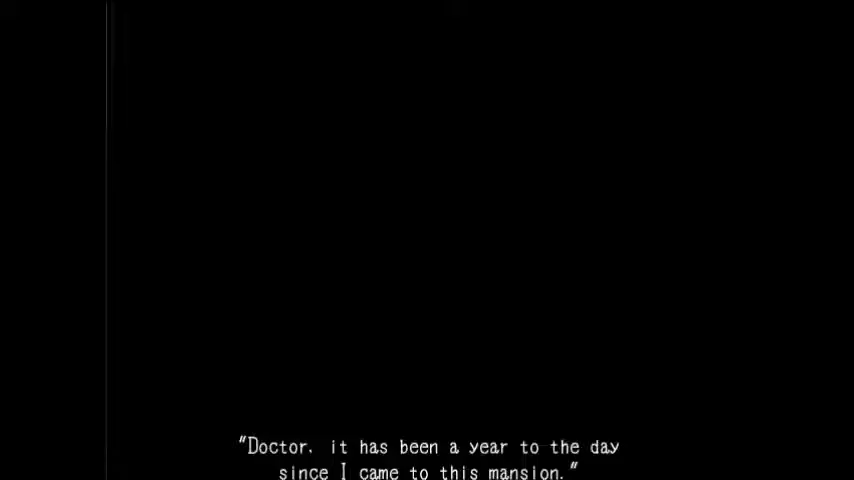 "Doctor, it has been a year to the day
since I came to this mansion."